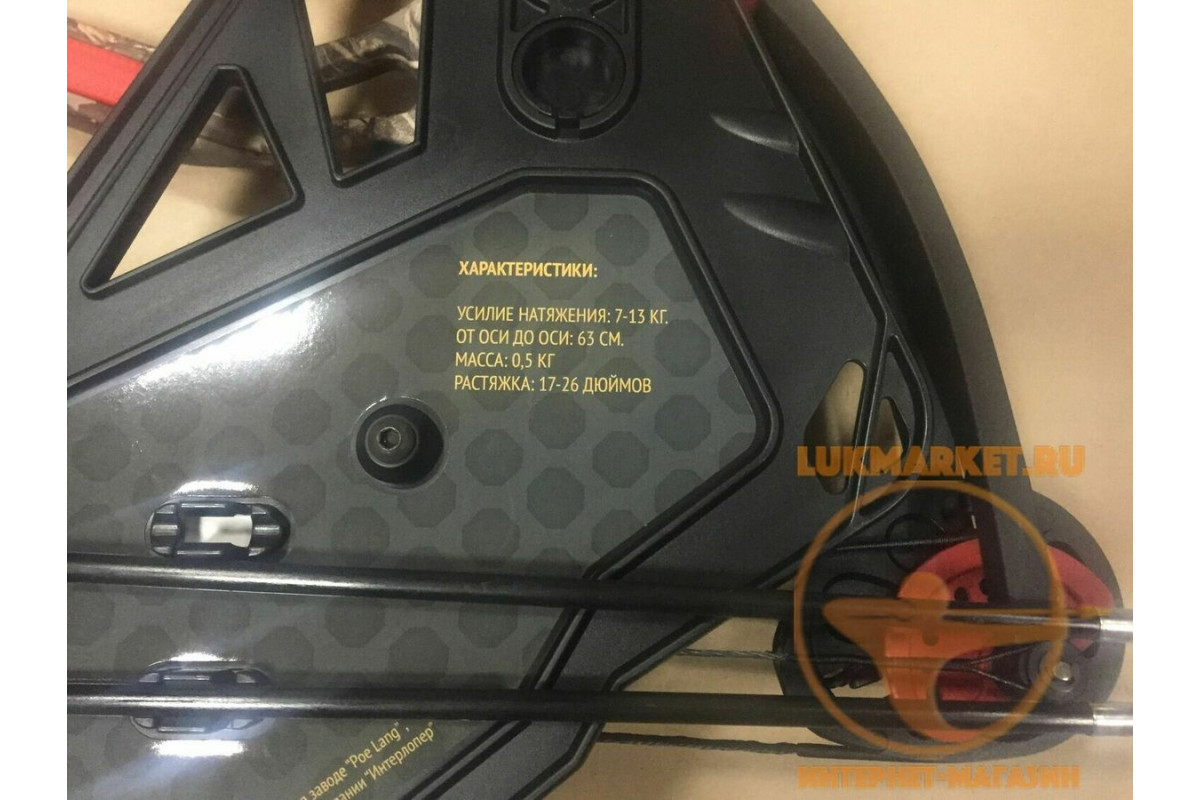 ХАРАКТЕРИСТИКИ:
УСИЛИЕ НАТЯЖЕНИЯ: 7-13 КГ.
ОТ ОСИ ДО ОСИ: 63 СМ.
МАССА: 0,5 КГ
РАСТЯЖКА: 17-26 ДЮЙМОВ
LUKMARKET.RU
ИНТЕРНЕТ-МАГАЗИН
заводе "Poe Lang",
"Интерлопер"